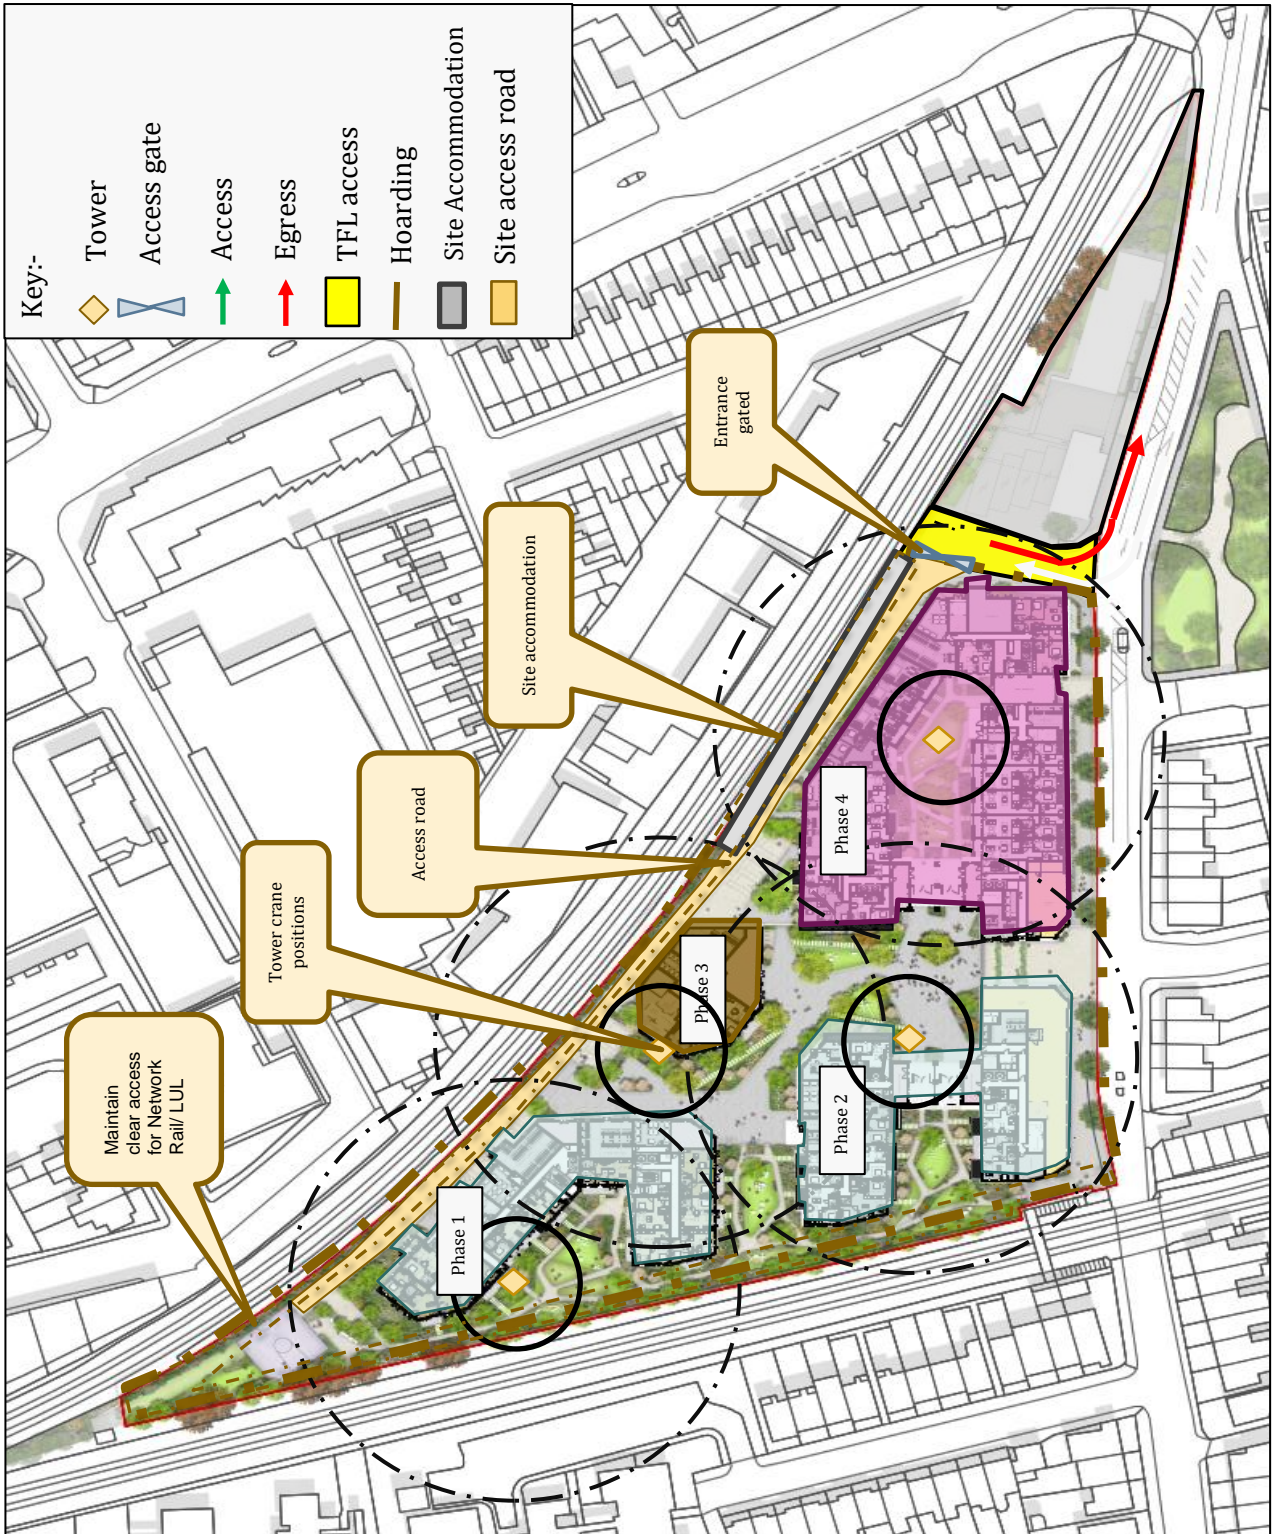 Key:-
Tower
Access gate
Access
Egress
TFL access
Hoarding
Site Accommodation
Site access road
Maintain
clear access
for Network
Rail/ LUL
Tower crane
positions
Access road
Site accommodation
Entrance
gated
Phase 1
Phase 2
Phase 3
Phase 4